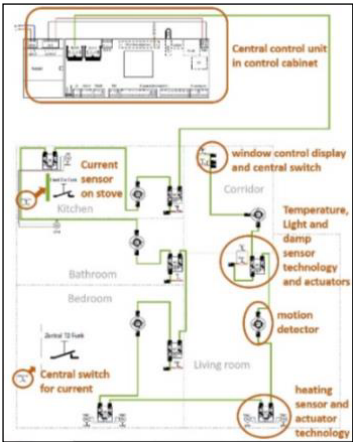 Central control unit
in control cabinet
window control display
and central switch
Current
sensor
on stove
Kitchen
Corridor
Temperature,
Light and
damp
sensor
technology
and actuators
Bathroom
Bedroom
motion
detector
Central switch
for current
Living room
heating
sensor and
actuator
technology